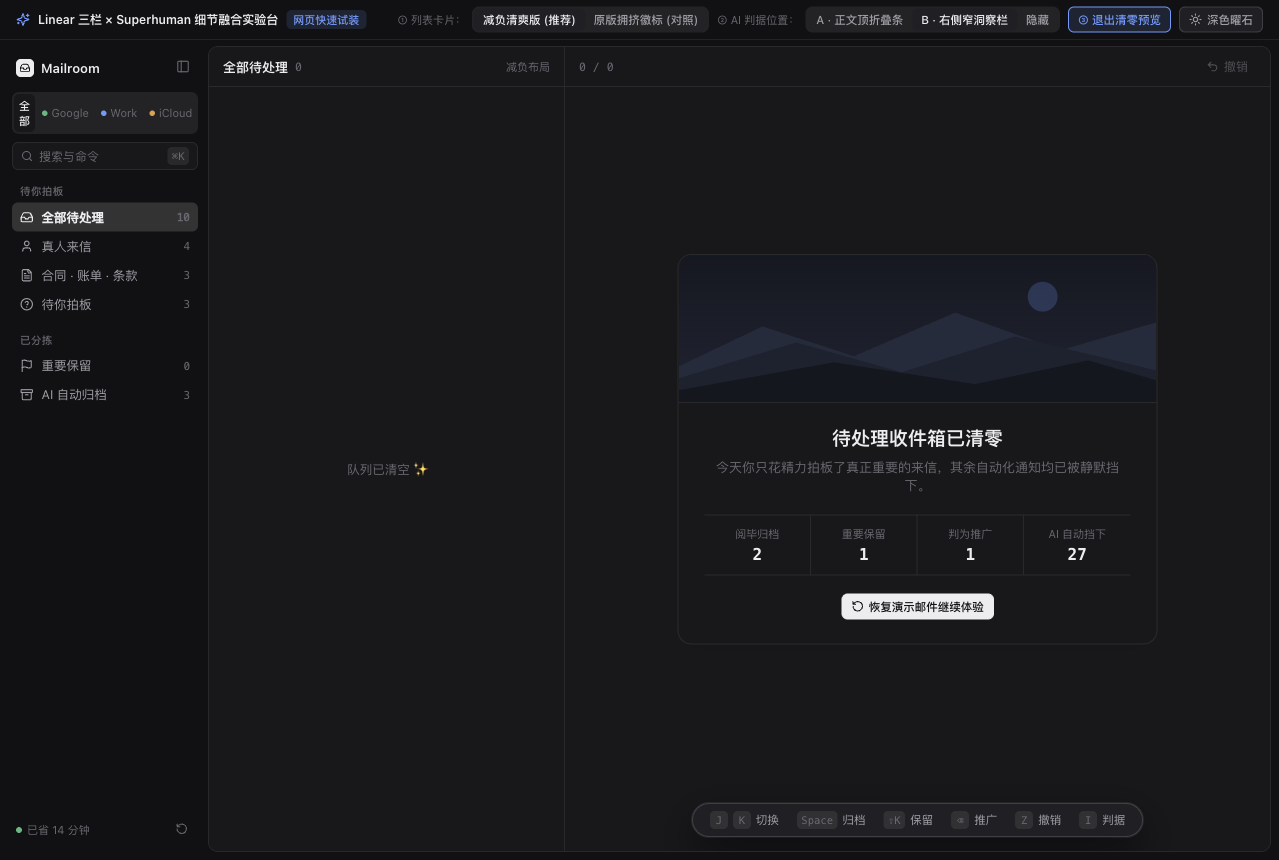 Linear 三栏 × Superhuman 细节融合实验台 网页快速试装 ① 列表卡片: 减负清爽版 (推荐) 原版拥挤徽标 (对照) ② AI 判据位置: A · 正文顶折叠条 B · 右侧窄洞察栏 隐藏 ③ 退出清零预览 深色曜石
Mailroom
全部 Google Work iCloud
搜索与命令 ⌘K
待你拍板
全部待处理 10
真人来信 4
合同 · 账单 · 条款 3
待你拍板 3
已分拣
重要保留 0
AI 自动归档 3
已省 14 分钟
全部待处理 0 减负布局
队列已清空 ✨
0 / 0 撤销
待处理收件箱已清零
今天你只花精力拍板了真正重要的来信，其余自动化通知均已被静默挡
下。
阅毕归档 重要保留 判为推广 AI 自动挡下
2 1 1 27
恢复演示邮件继续体验
J K 切换 Space 归档 ⇧K 保留 ⌫ 推广 Z 撤销 I 判据